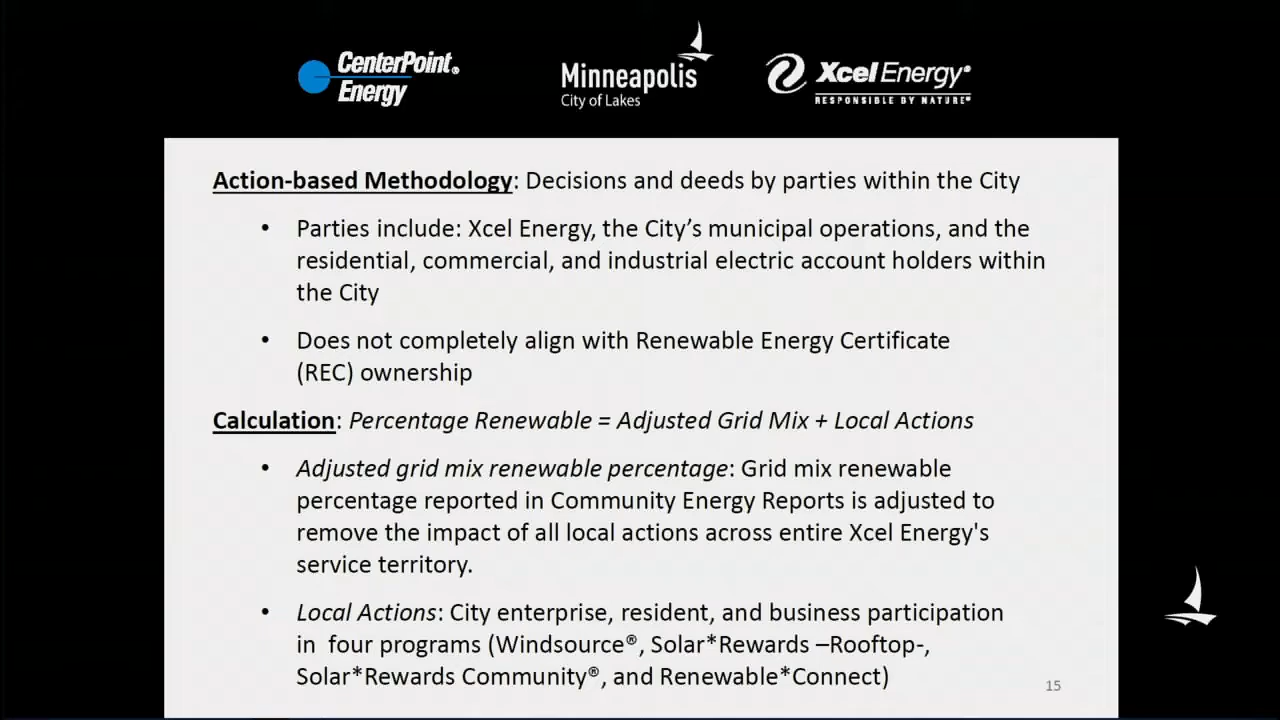 CenterPoint®
Energy
Minneapolis
City of Lakes
Xcel Energy®
RESPONSIBLE BY NATURE®
Action-based Methodology: Decisions and deeds by parties within the City
• Parties include: Xcel Energy, the City’s municipal operations, and the
residential, commercial, and industrial electric account holders within
the City
• Does not completely align with Renewable Energy Certificate
(REC) ownership
Calculation: Percentage Renewable = Adjusted Grid Mix + Local Actions
• Adjusted grid mix renewable percentage: Grid mix renewable
percentage reported in Community Energy Reports is adjusted to
remove the impact of all local actions across entire Xcel Energy's
service territory.
• Local Actions: City enterprise, resident, and business participation
in four programs (Windsource®, Solar*Rewards –Rooftop-,
Solar*Rewards Community®, and Renewable*Connect)
15